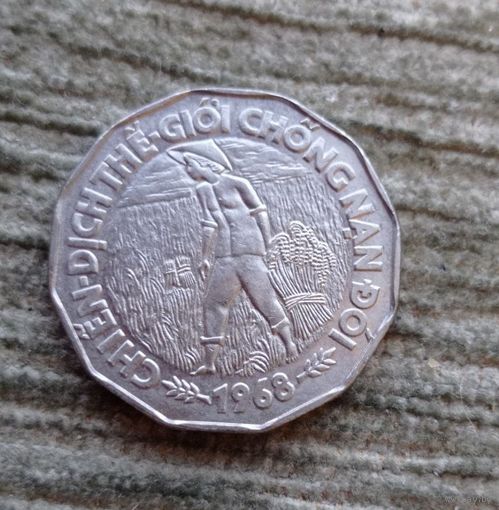 CHIẾN-DỊCH THẾ-GIỚI CHỐNG NẠN-ĐÓI
1968